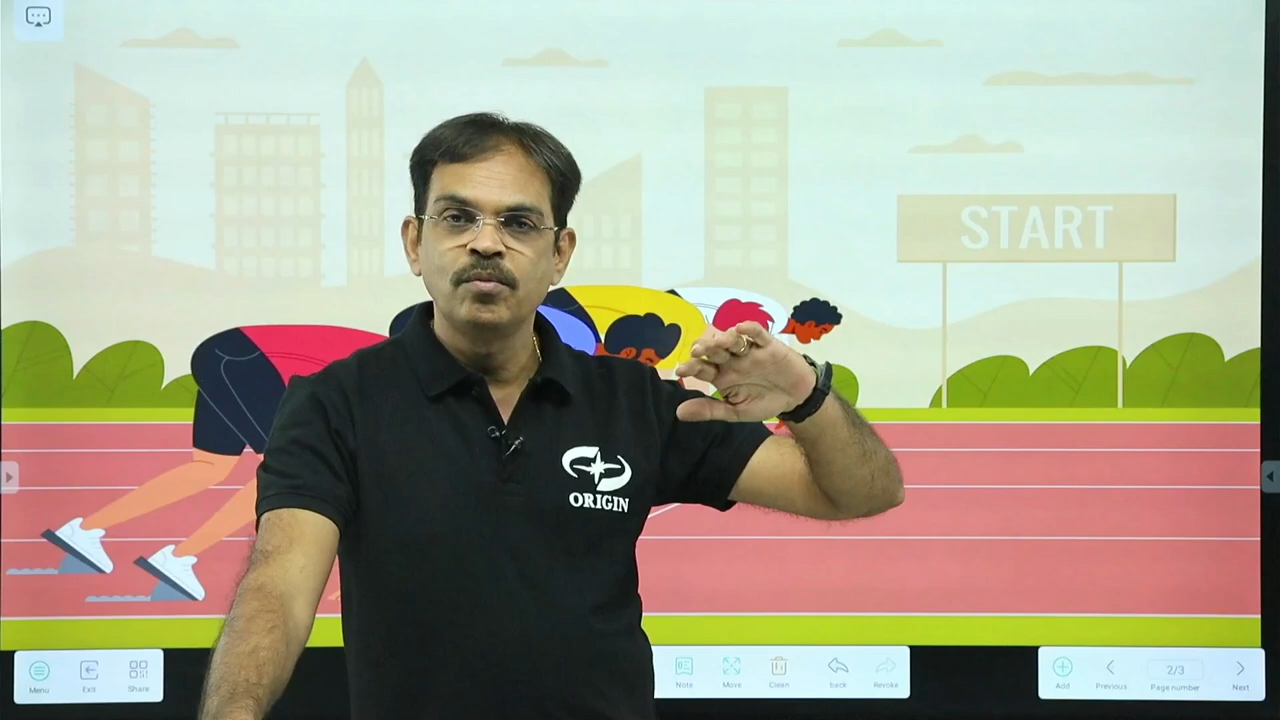 START
ORIGIN
Menu
Exit
Share
Note
Move
Clean
back
Revoke
Add
Previous
2/3
Page number
Next